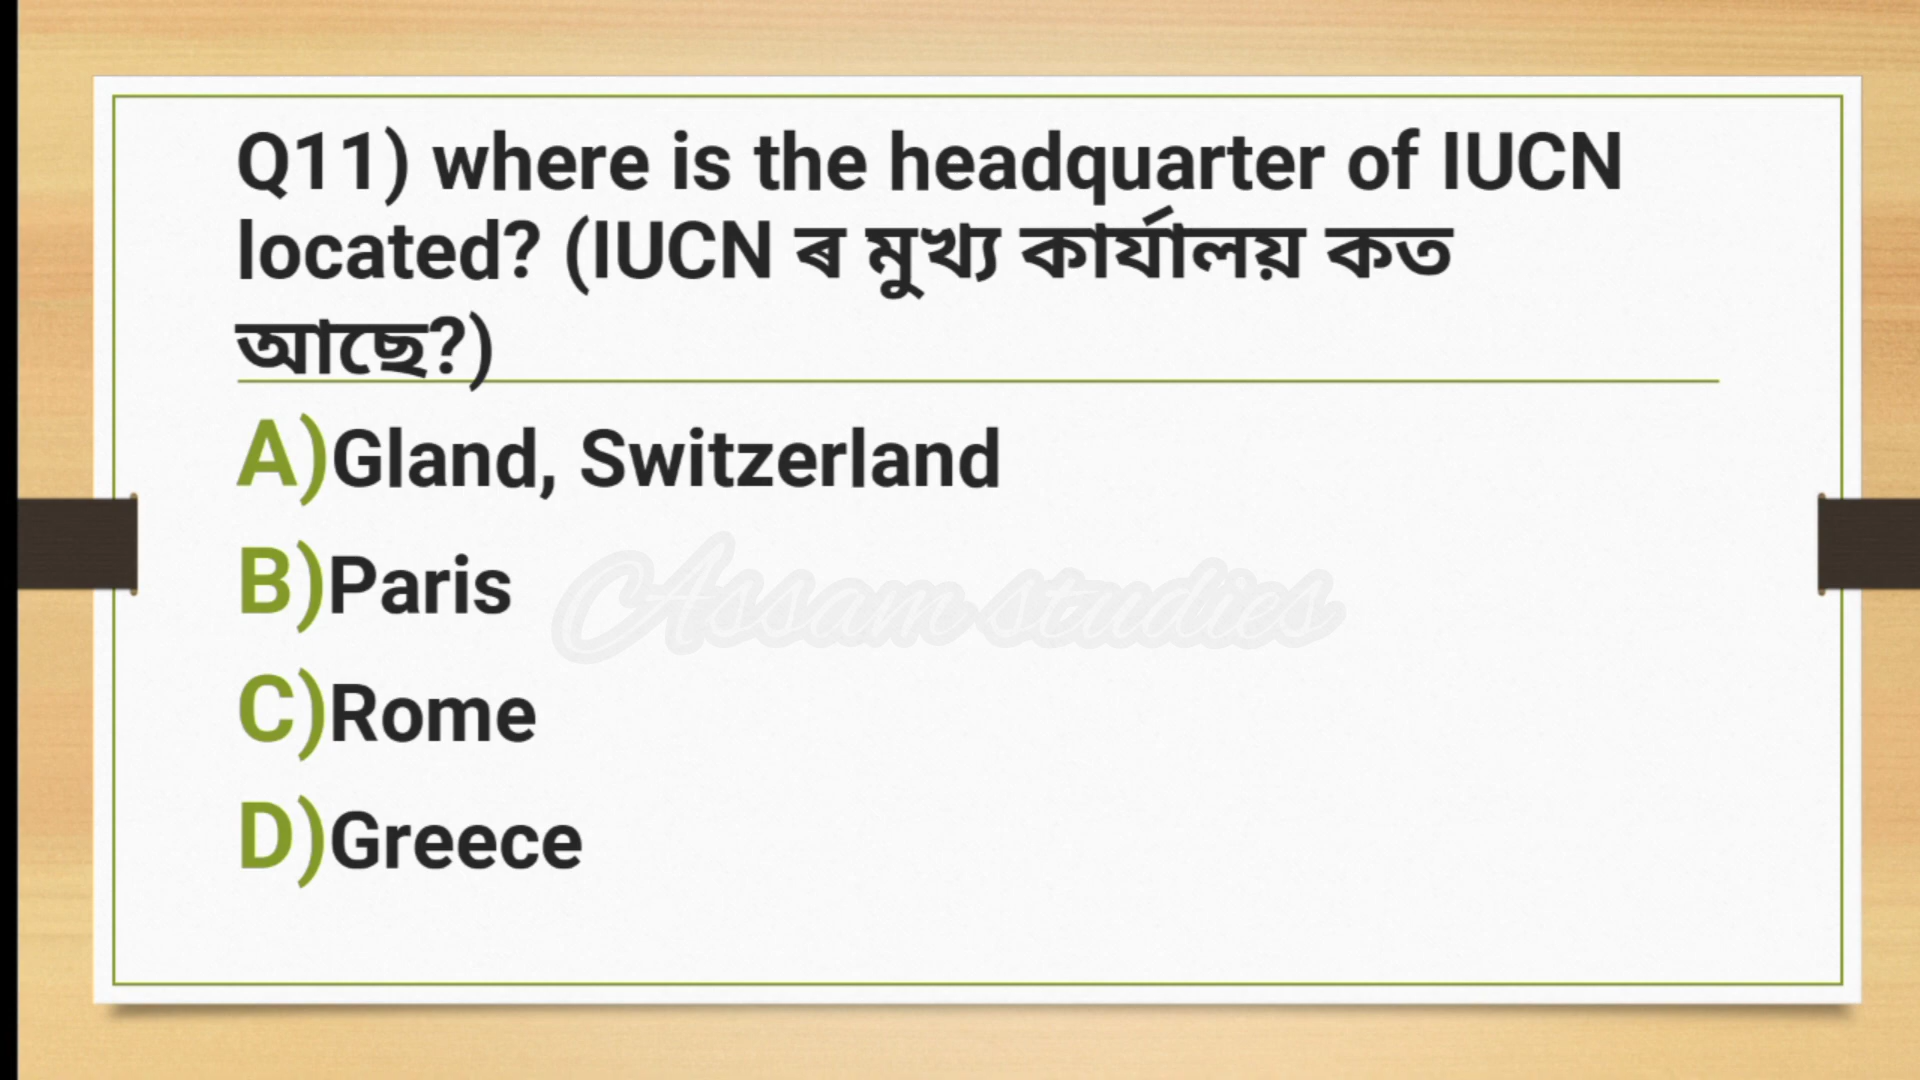 Q11) where is the headquarter of IUCN
located? (IUCN ৰ মুখ্য কাৰ্যালয় কত
আছে?)
A)Gland, Switzerland
B)Paris
Assam studies
C)Rome
D)Greece